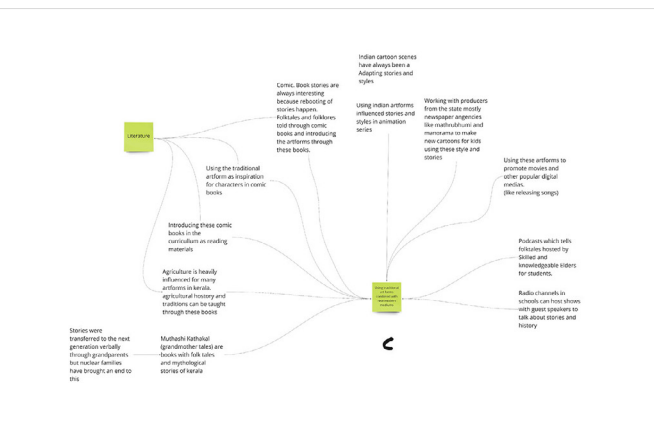 Indian cartoon scenes
have always been a
Adapting stories and
styles
Comic. Book stories are
always interesting
because rebooting of
stories happen.
Folktales and folklores
told through comic
books and introducing
the artforms through
these books.
Using indian artforms
influenced stories and
styles in animation
series
Working with producers
from the state mostly
newspaper angencies
like mathrubhumi and
manorama to make
new cartoons for kids
using these style and
stories
Literature
Using the traditional
artform as inspiration
for characters in comic
books
Using these artforms to
promote movies and
other popular digital
medias.
(like releasing songs)
Introducing these comic
books in the
curriculum as reading
materials
Podcasts which tells
folktales hosted by
Skilled and
knowledgeable elders
for students.
Agriculture is heavily
influenced for many
artforms in kerala.
agricultural hostory and
traditions can be taught
through these books
Radio channels in
schools can host shows
with guest speakers to
talk about stories and
history
Stories were
transferred to the next
generation verbally
through grandparents
but nuclear families
have brought an end to
this
Muthashi Kathakal
(grandmother tales) are
books with folk tales
and mythological
stories of kerala
C